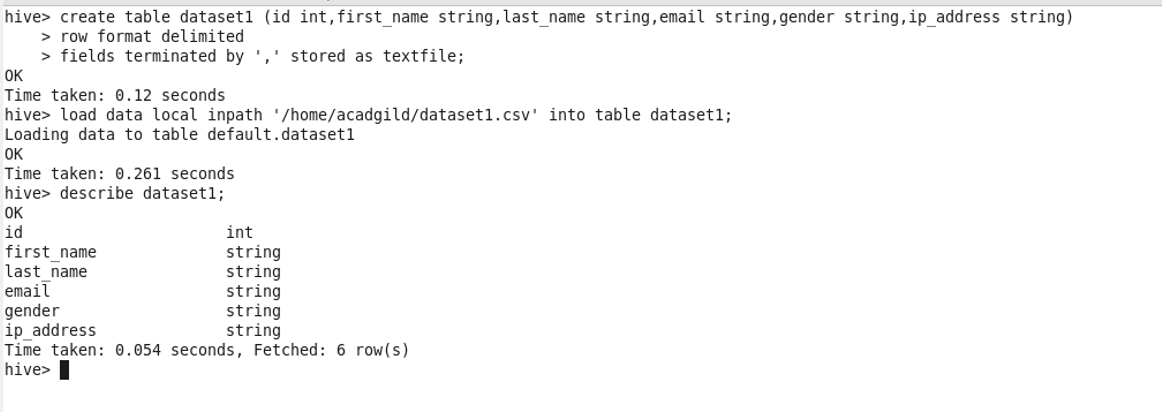 hive> create table dataset1 (id int,first_name string,last_name string,email string,gender string,ip_address string)
    > row format delimited
    > fields terminated by ',' stored as textfile;
OK
Time taken: 0.12 seconds
hive> load data local inpath '/home/acadgild/dataset1.csv' into table dataset1;
Loading data to table default.dataset1
OK
Time taken: 0.261 seconds
hive> describe dataset1;
OK
id                      int
first_name              string
last_name               string
email                   string
gender                  string
ip_address              string
Time taken: 0.054 seconds, Fetched: 6 row(s)
hive>